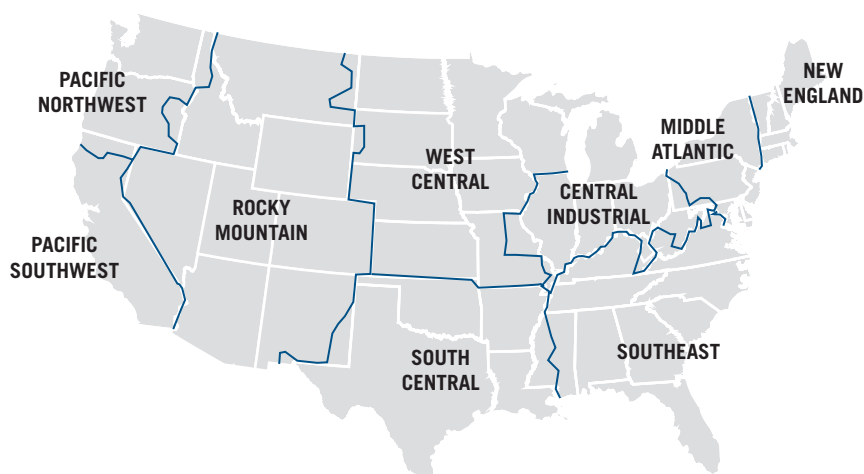 PACIFIC
NORTHWEST
NEW
ENGLAND
MIDDLE
ATLANTIC
WEST
CENTRAL
CENTRAL
INDUSTRIAL
ROCKY
MOUNTAIN
PACIFIC
SOUTHWEST
SOUTH
CENTRAL
SOUTHEAST